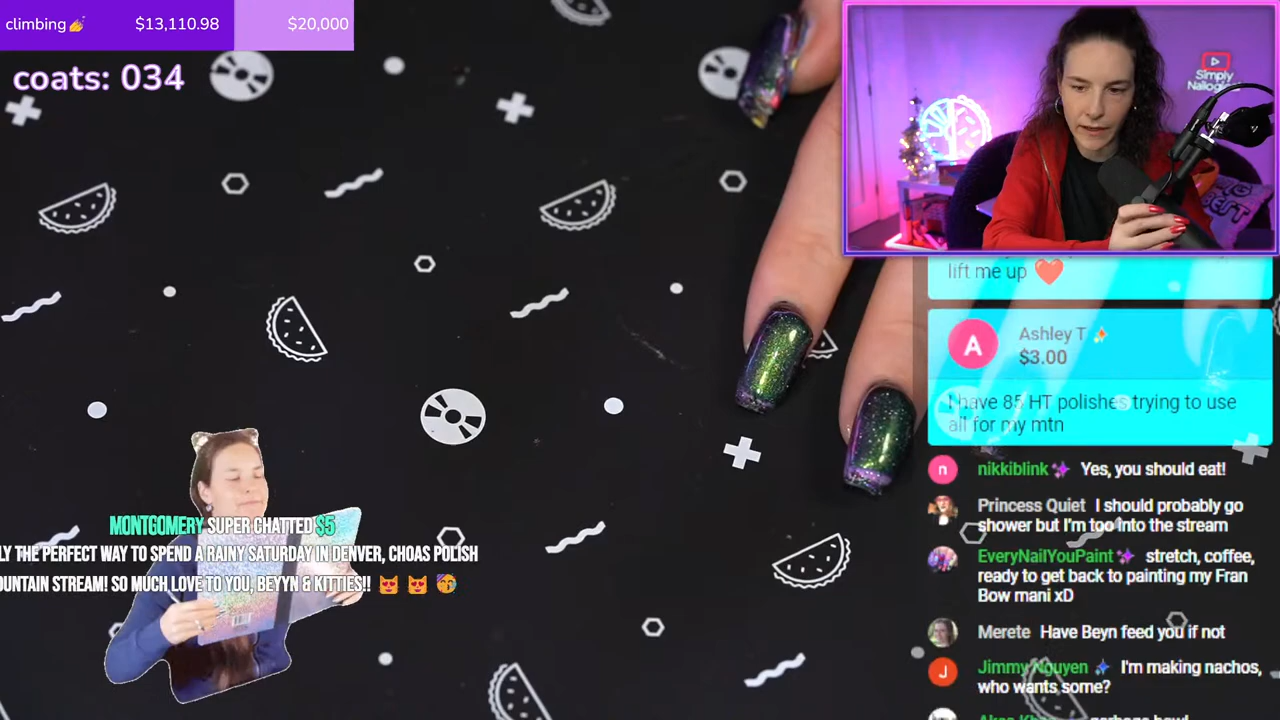 climbing💅 $13,110.98 $20,000
coats: 034
Simply
lift me up ❤️
A
Ashley T ✨
$3.00
I have 85 HT polishes trying to use
all for my mtn
n
nikkiblink ✨ Yes, you should eat!
Princess Quiet I should probably go
shower but I'm too into the stream
EveryNailYouPaint ✨ stretch, coffee,
ready to get back to painting my Fran
Bow mani xD
Merete Have Beyn feed you if not
J
Jimmy Nguyen ✨ I'm making nachos,
who wants some?
MONTGOMERY SUPER CHATTED $5
LY THE PERFECT WAY TO SPEND A RAINY SATURDAY IN DENVER, CHOAS POLISH
OUNTAIN STREAM! SO MUCH LOVE TO YOU, BEYYN & KITTIES!! 😻 😻 🥳